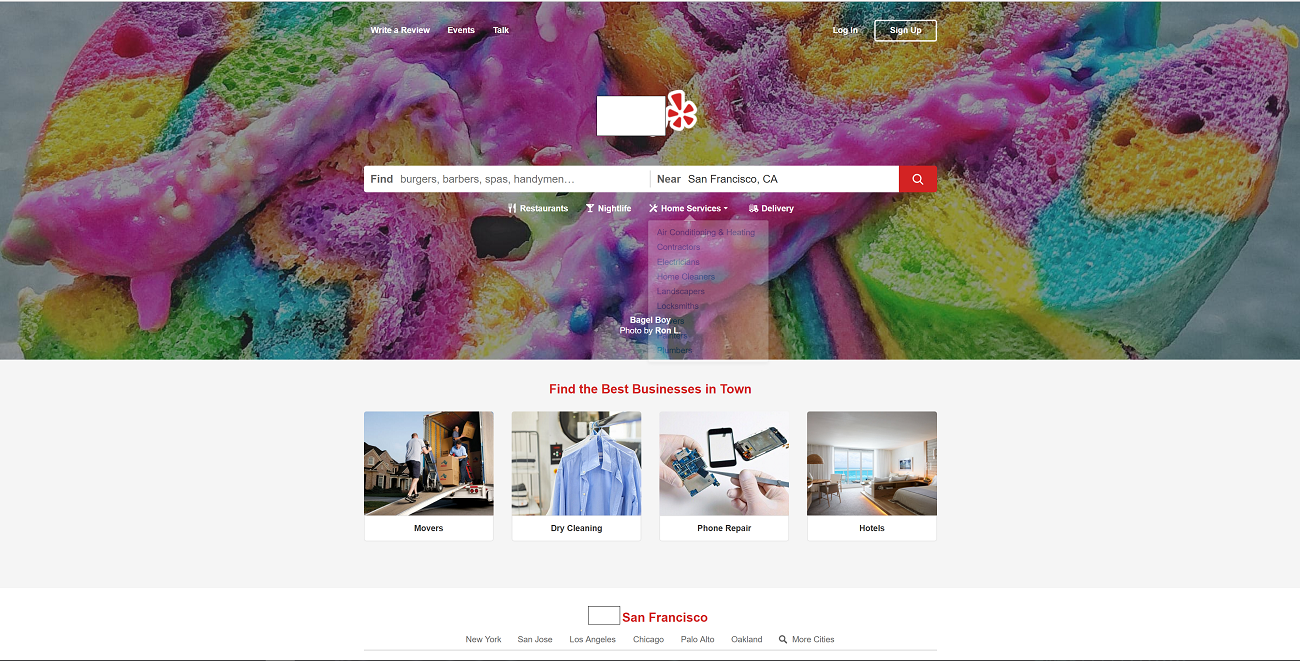 Write a Review Events Talk Log In Sign Up
Find burgers, barbers, spas, handymen… Near San Francisco, CA
Restaurants Nightlife Home Services Delivery
Air Conditioning & Heating
Contractors
Electricians
Home Cleaners
Landscapers
Locksmiths
Bagel Boy
Photo by Ron L.
Plumbers
Find the Best Businesses in Town
Movers Dry Cleaning Phone Repair Hotels
San Francisco
New York San Jose Los Angeles Chicago Palo Alto Oakland More Cities